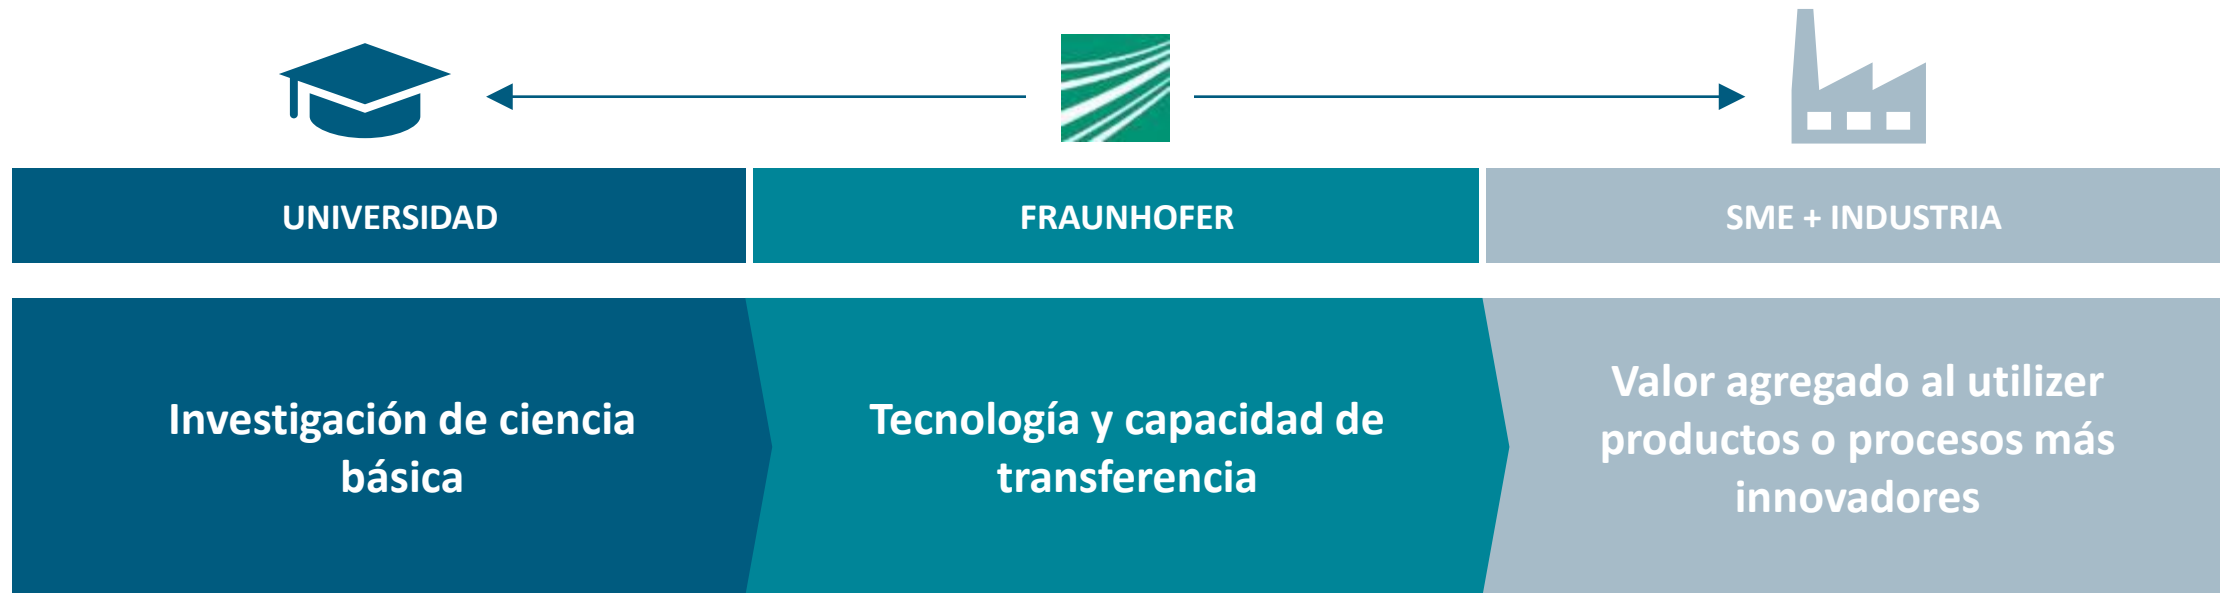 UNIVERSIDAD
FRAUNHOFER
SME + INDUSTRIA
Investigación de ciencia
básica
Tecnología y capacidad de
transferencia
Valor agregado al utilizer
productos o procesos más
innovadores